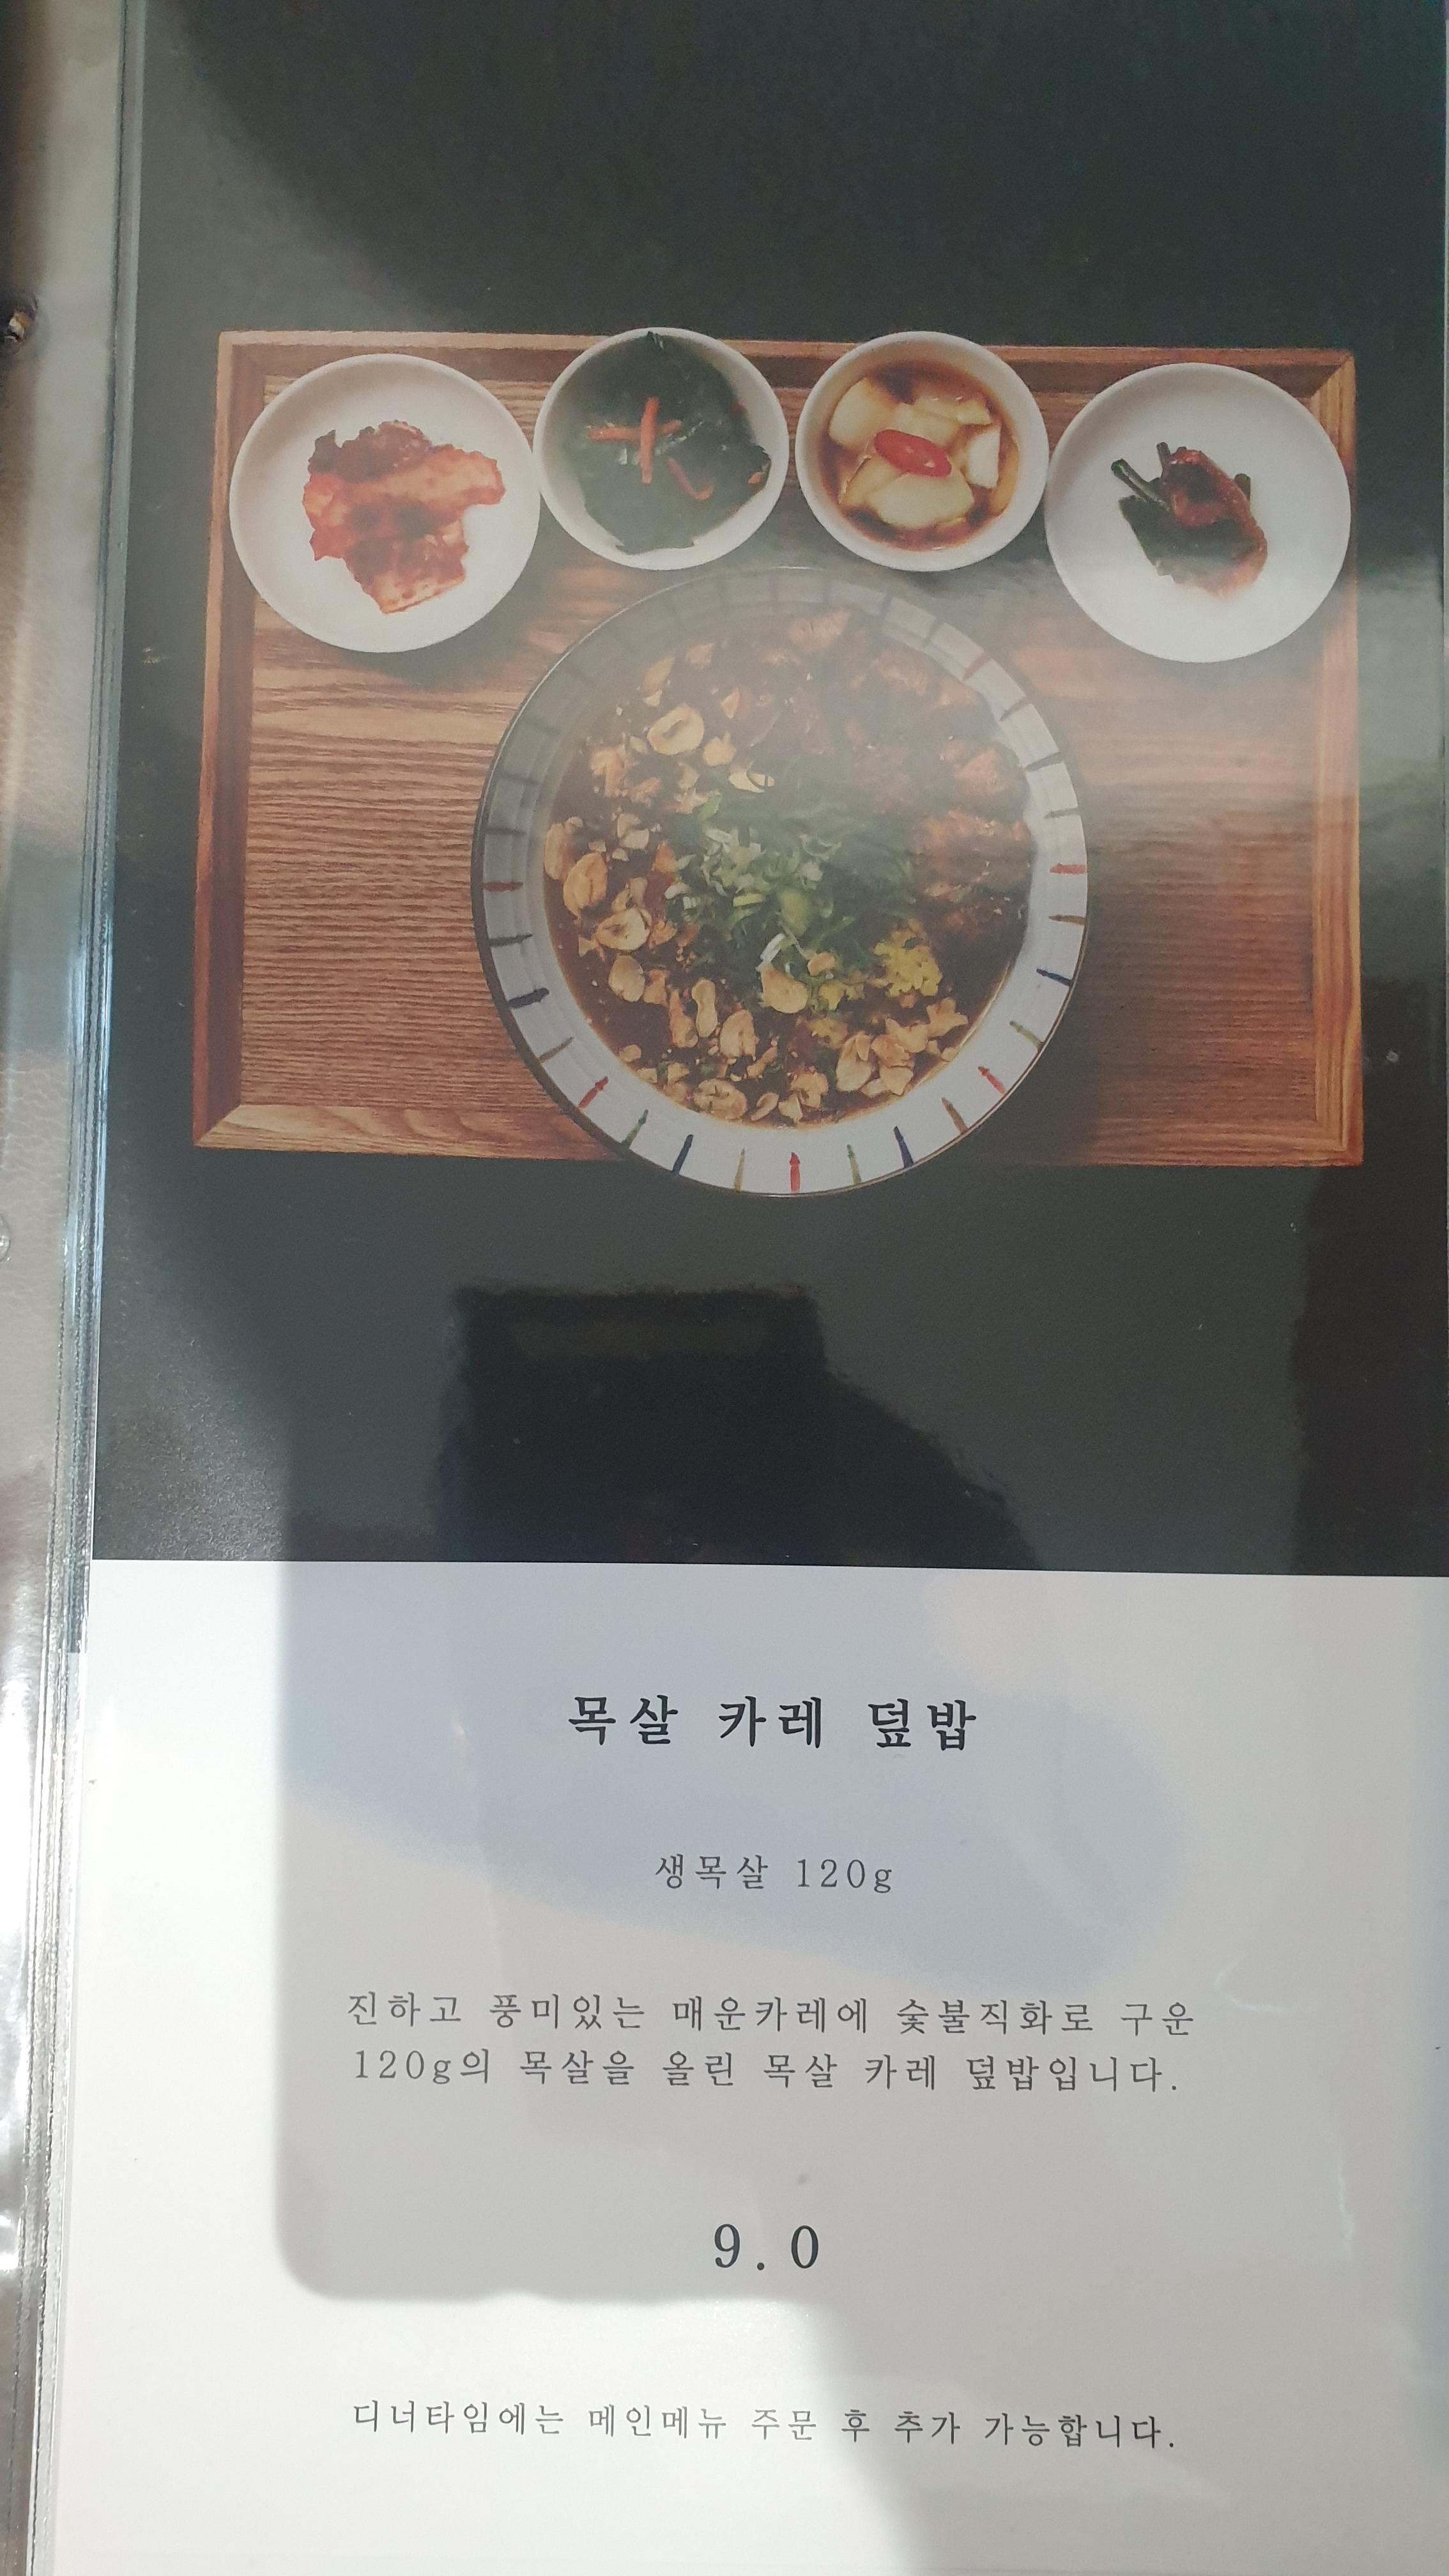 목살 카레 덮밥
생목살 120g
진하고 풍미있는 매운카레에 숯불직화로 구운
120g의 목살을 올린 목살 카레 덮밥입니다.
9.0
디너타임에는 메인메뉴 주문 후 추가 가능합니다.